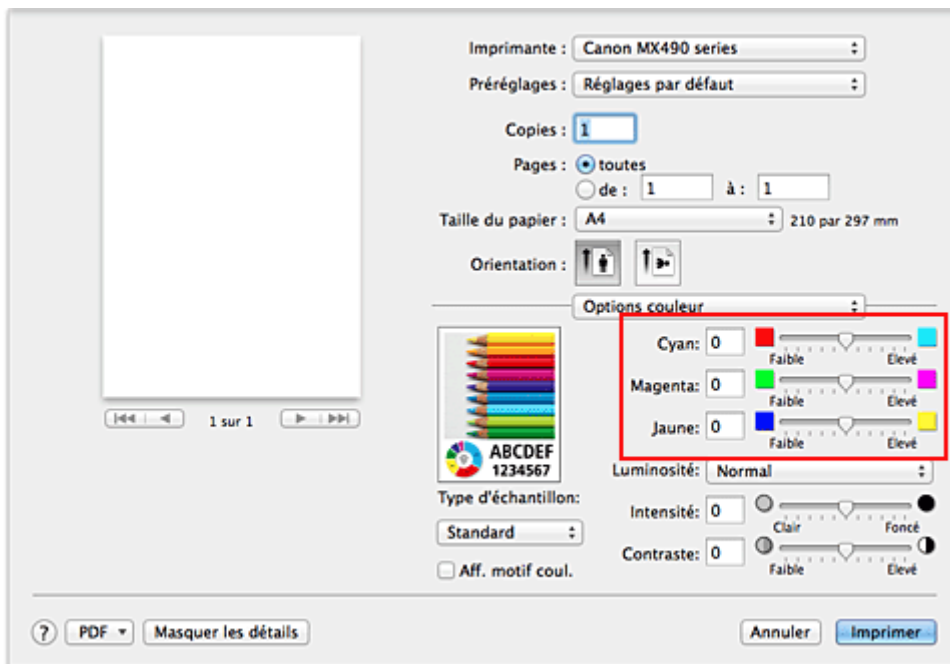 Imprimante : Canon MX490 series
Préréglages : Réglages par défaut
Copies : 1
Pages : toutes
de : 1 à : 1
Taille du papier : A4 210 par 297 mm
Orientation :
Options couleur
Cyan: 0
Faible Elevé
Magenta: 0
Faible Elevé
Jaune: 0
Faible Elevé
ABCDEF
1234567
Luminosité: Normal
Type d'échantillon:
Standard
Intensité: 0
Clair Foncé
Contraste: 0
Faible Elevé
Aff. motif coul.
1 sur 1
? PDF Masquer les détails Annuler Imprimer